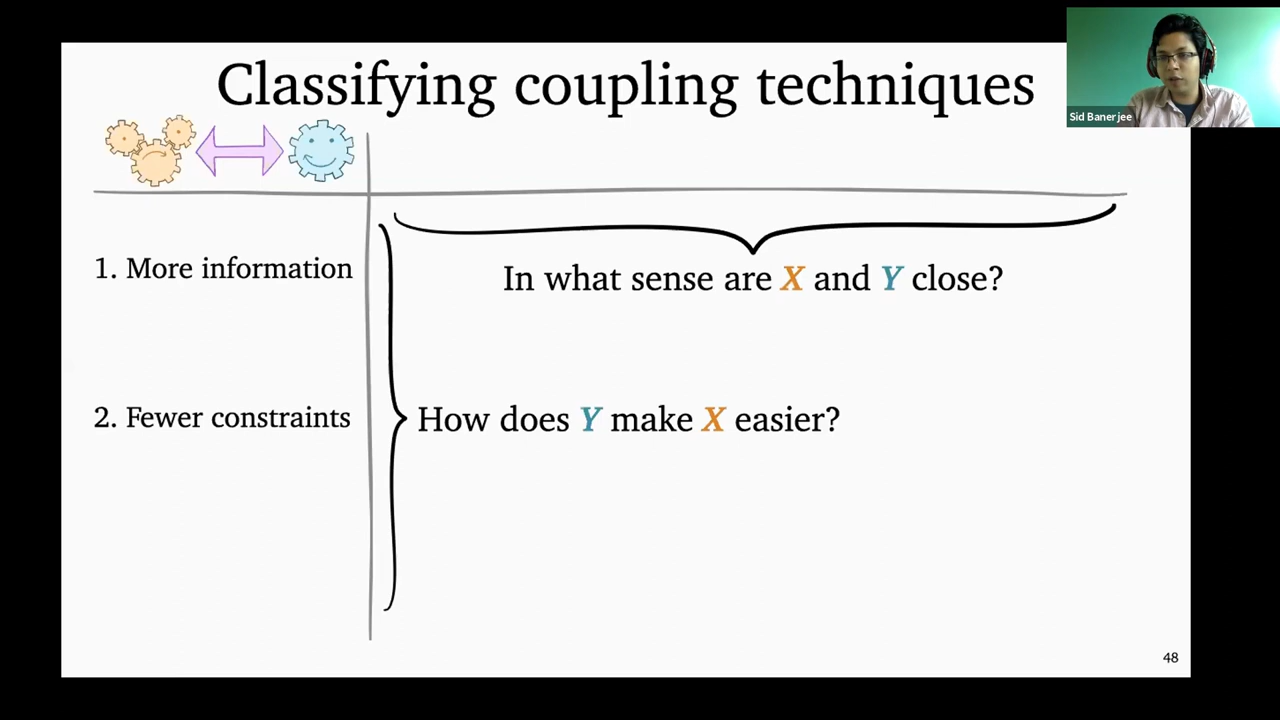 Classifying coupling techniques
Sid Banerjee
1. More information
In what sense are X and Y close?
2. Fewer constraints
How does Y make X easier?
48